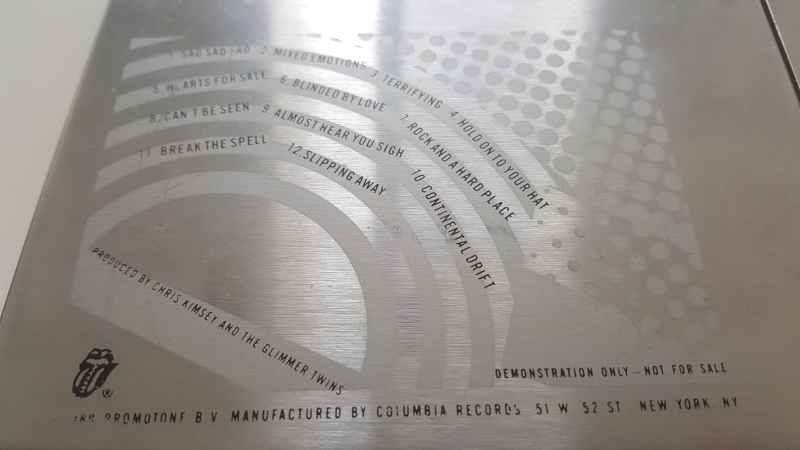 1 SAD SAD SAD 2. MIXED EMOTIONS 3 TERRIFYING 4 HOLD ON TO YOUR HAT
5 HEARTS FOR SALE 6. BLINDED BY LOVE 7. ROCK AND A HARD PLACE
8. CAN'T BE SEEN 9 ALMOST HEAR YOU SIGH 10. CONTINENTAL DRIFT
11 BREAK THE SPELL 12. SLIPPING AWAY
PRODUCED BY CHRIS KIMSEY AND THE GLIMMER TWINS
®
DEMONSTRATION ONLY—NOT FOR SALE
PROMOTONE B V MANUFACTURED BY COLUMBIA RECORDS 51 W 52 ST. NEW YORK. NY